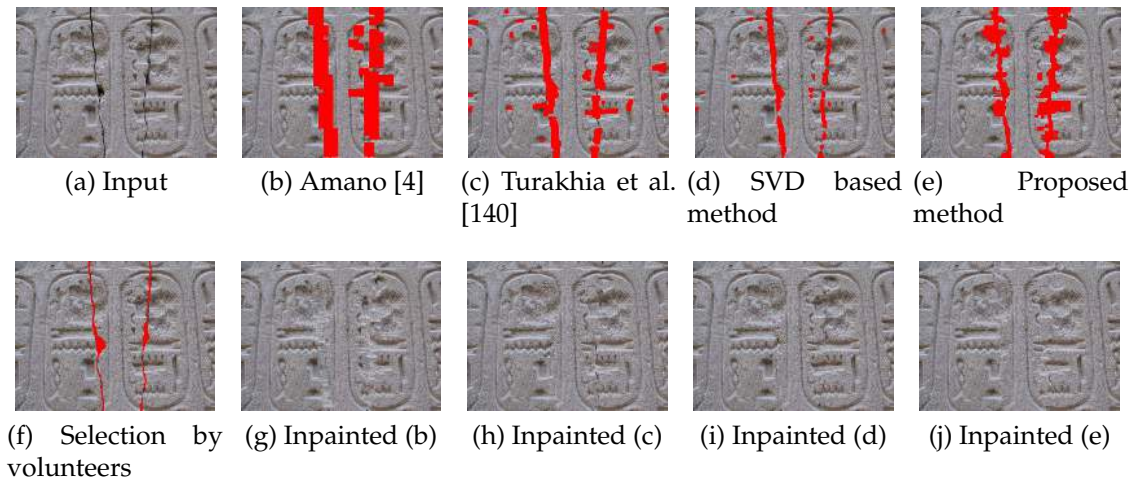 (a) Input
(b) Amano [4]
(c) Turakhia et al.
[140]
(d) SVD based
method
(e) Proposed
method
(f) Selection by
volunteers
(g) Inpainted (b)
(h) Inpainted (c)
(i) Inpainted (d)
(j) Inpainted (e)